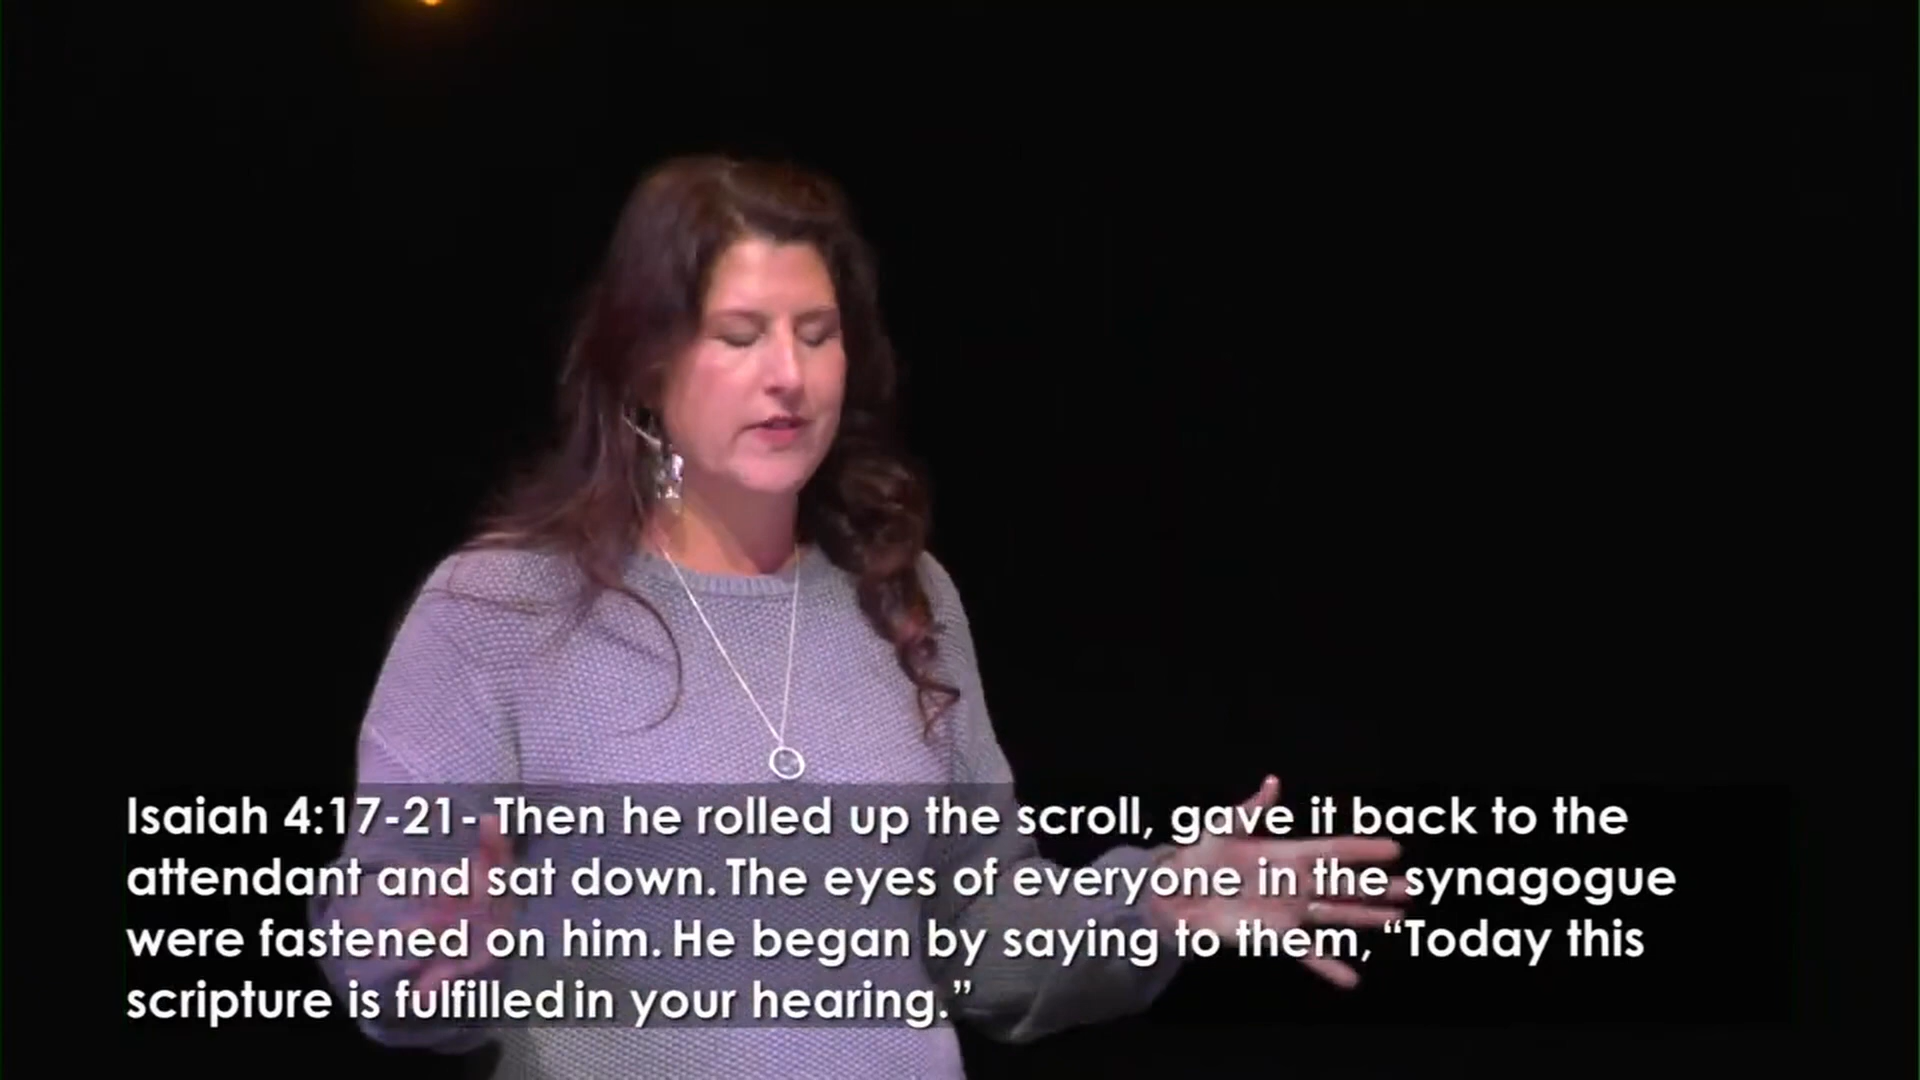 Isaiah 4:17-21- Then he rolled up the scroll, gave it back to the
attendant and sat down. The eyes of everyone in the synagogue
were fastened on him. He began by saying to them, “Today this
scripture is fulfilled in your hearing.”